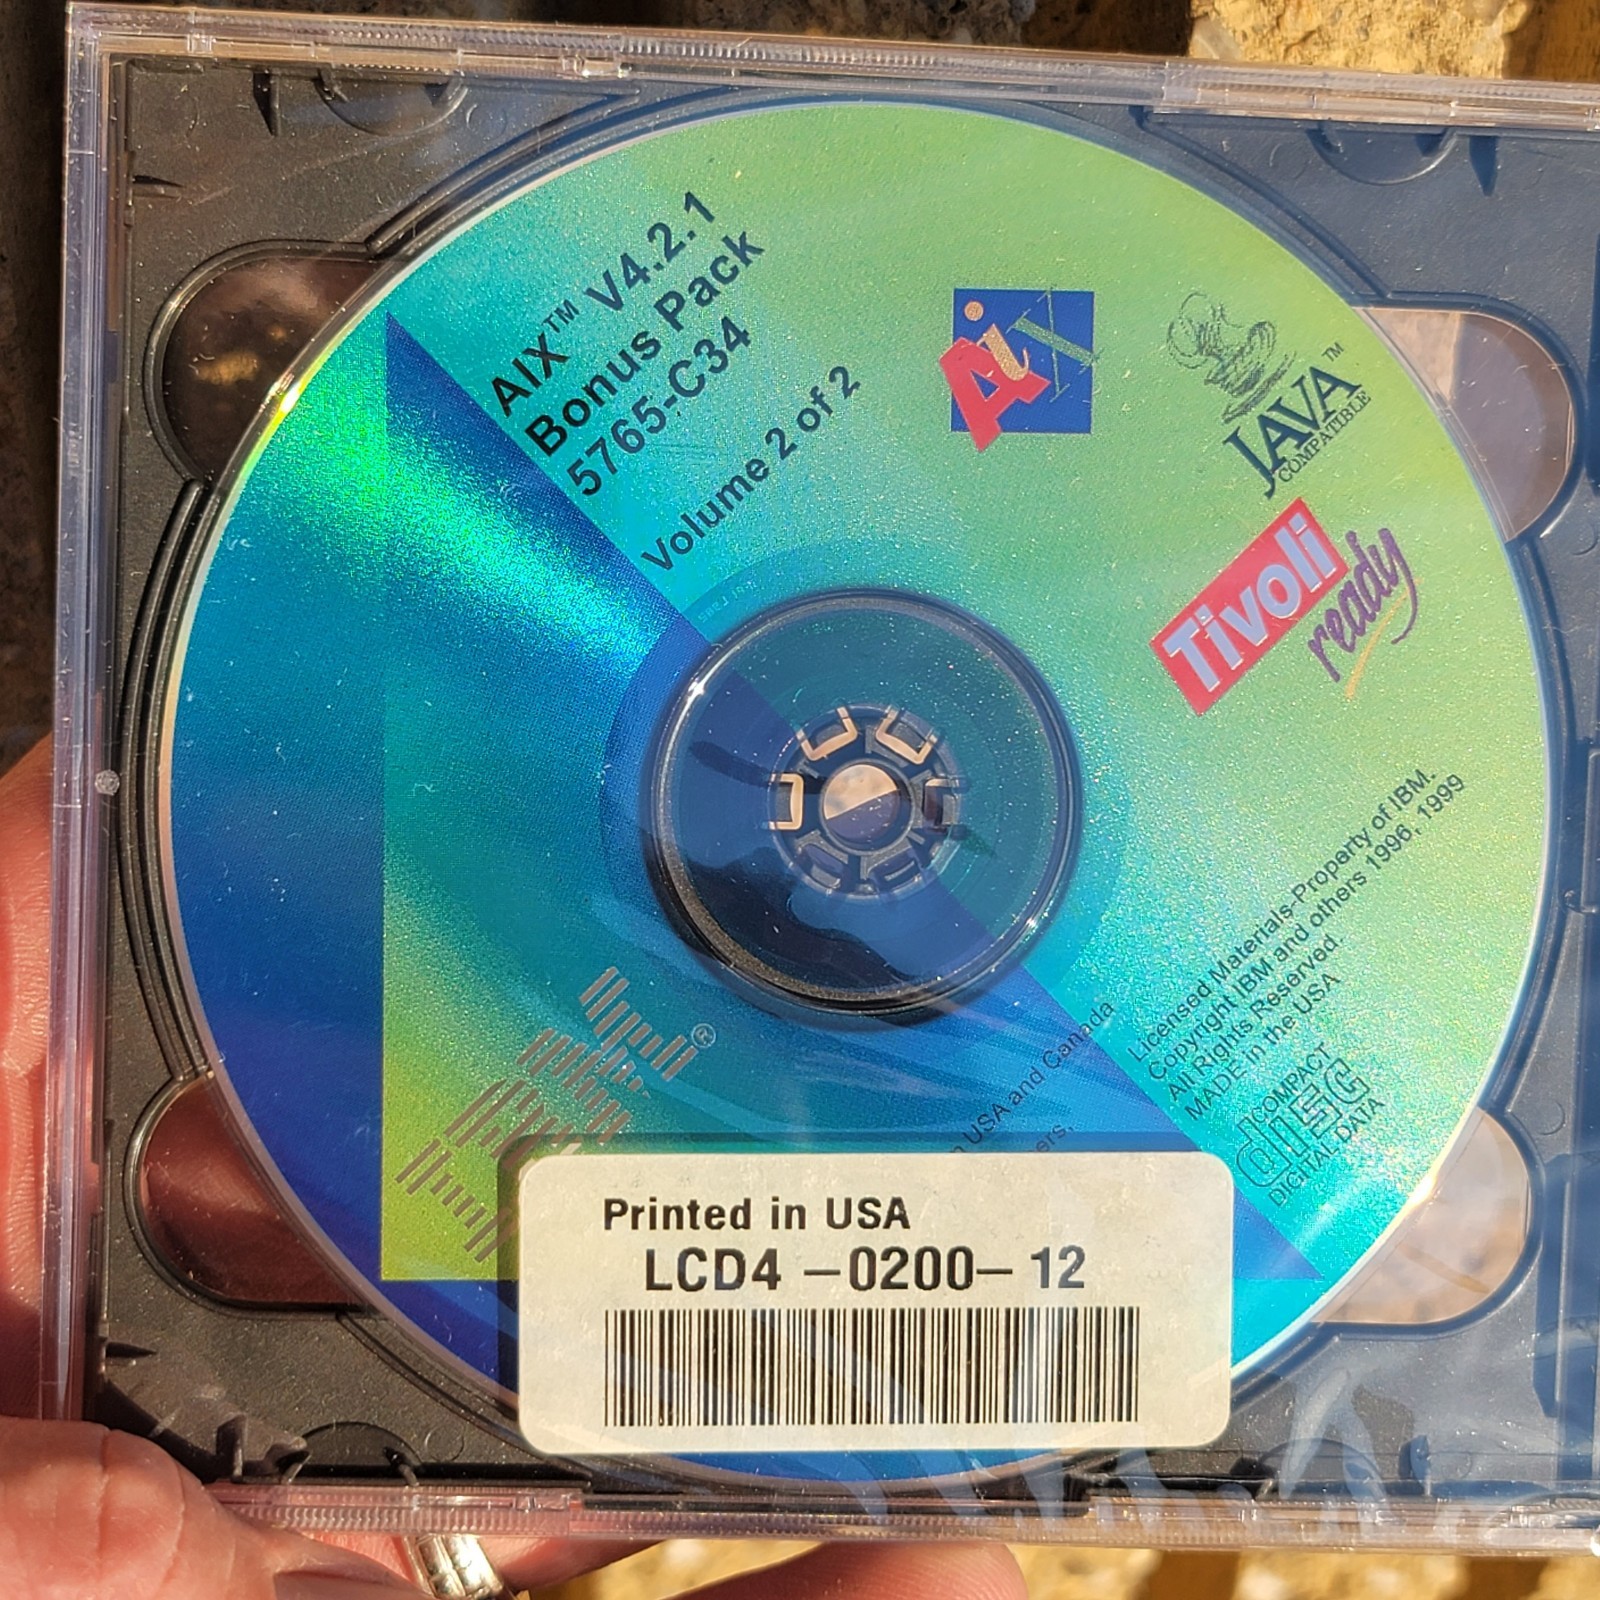 AIX™ V4.2.1
Bonus Pack
5765-C34
Volume 2 of 2
AiX
JAVA™
COMPATIBLE
Tivoli
ready
Licensed Materials-Property of IBM.
Copyright IBM and others 1996, 1999
All Rights Reserved.
MADE in the USA
COMPACT
disc
DIGITAL DATA
IBM®
USA and Canada
Printed in USA
LCD4 -0200- 12